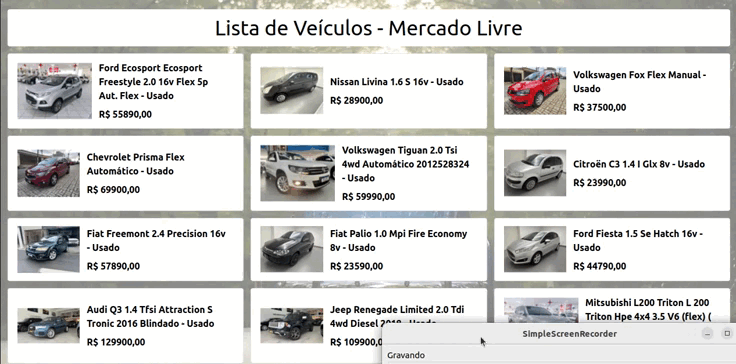 Lista de Veículos - Mercado Livre
Ford Ecosport Ecosport
Freestyle 2.0 16v Flex 5p
Aut. Flex - Usado
R$ 55890,00
Nissan Livina 1.6 S 16v - Usado
R$ 28900,00
Volkswagen Fox Flex Manual -
Usado
R$ 37500,00
Chevrolet Prisma Flex
Automático - Usado
R$ 69900,00
Volkswagen Tiguan 2.0 Tsi
4wd Automático 2012528324
- Usado
R$ 59990,00
Citroën C3 1.4 I Glx 8v - Usado
R$ 23990,00
Fiat Freemont 2.4 Precision 16v
- Usado
R$ 57890,00
Fiat Palio 1.0 Mpi Fire Economy
8v - Usado
R$ 23590,00
Ford Fiesta 1.5 Se Hatch 16v -
Usado
R$ 44790,00
Audi Q3 1.4 Tfsi Attraction S
Tronic 2016 Blindado - Usado
R$ 129900,00
Jeep Renegade Limited 2.0 Tdi
4wd Diesel 2018 - Usado
R$ 109900,
Mitsubishi L200 Triton L 200
Triton Hpe 4x4 3.5 V6 (flex) (
SimpleScreenRecorder
Gravando